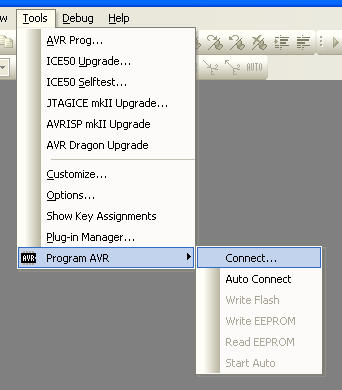 w Tools Debug Help
AVR Prog...
ICE50 Upgrade...
ICE50 Selftest...
JTAGICE mkII Upgrade...
AVRISP mkII Upgrade
AVR Dragon Upgrade
Customize...
Options...
Show Key Assignments
Plug-in Manager...
AVR Program AVR
Connect...
Auto Connect
Write Flash
Write EEPROM
Read EEPROM
Start Auto
AUTO